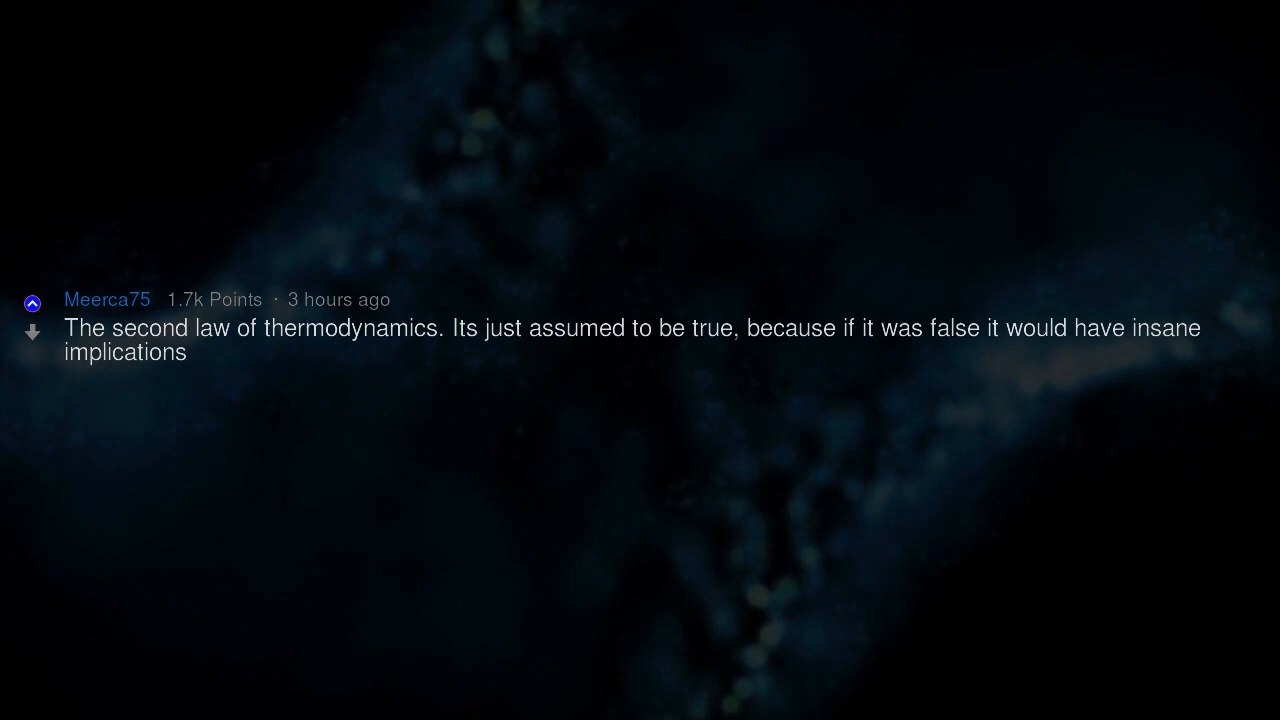 Meerca75 1.7k Points · 3 hours ago
The second law of thermodynamics. Its just assumed to be true, because if it was false it would have insane
implications